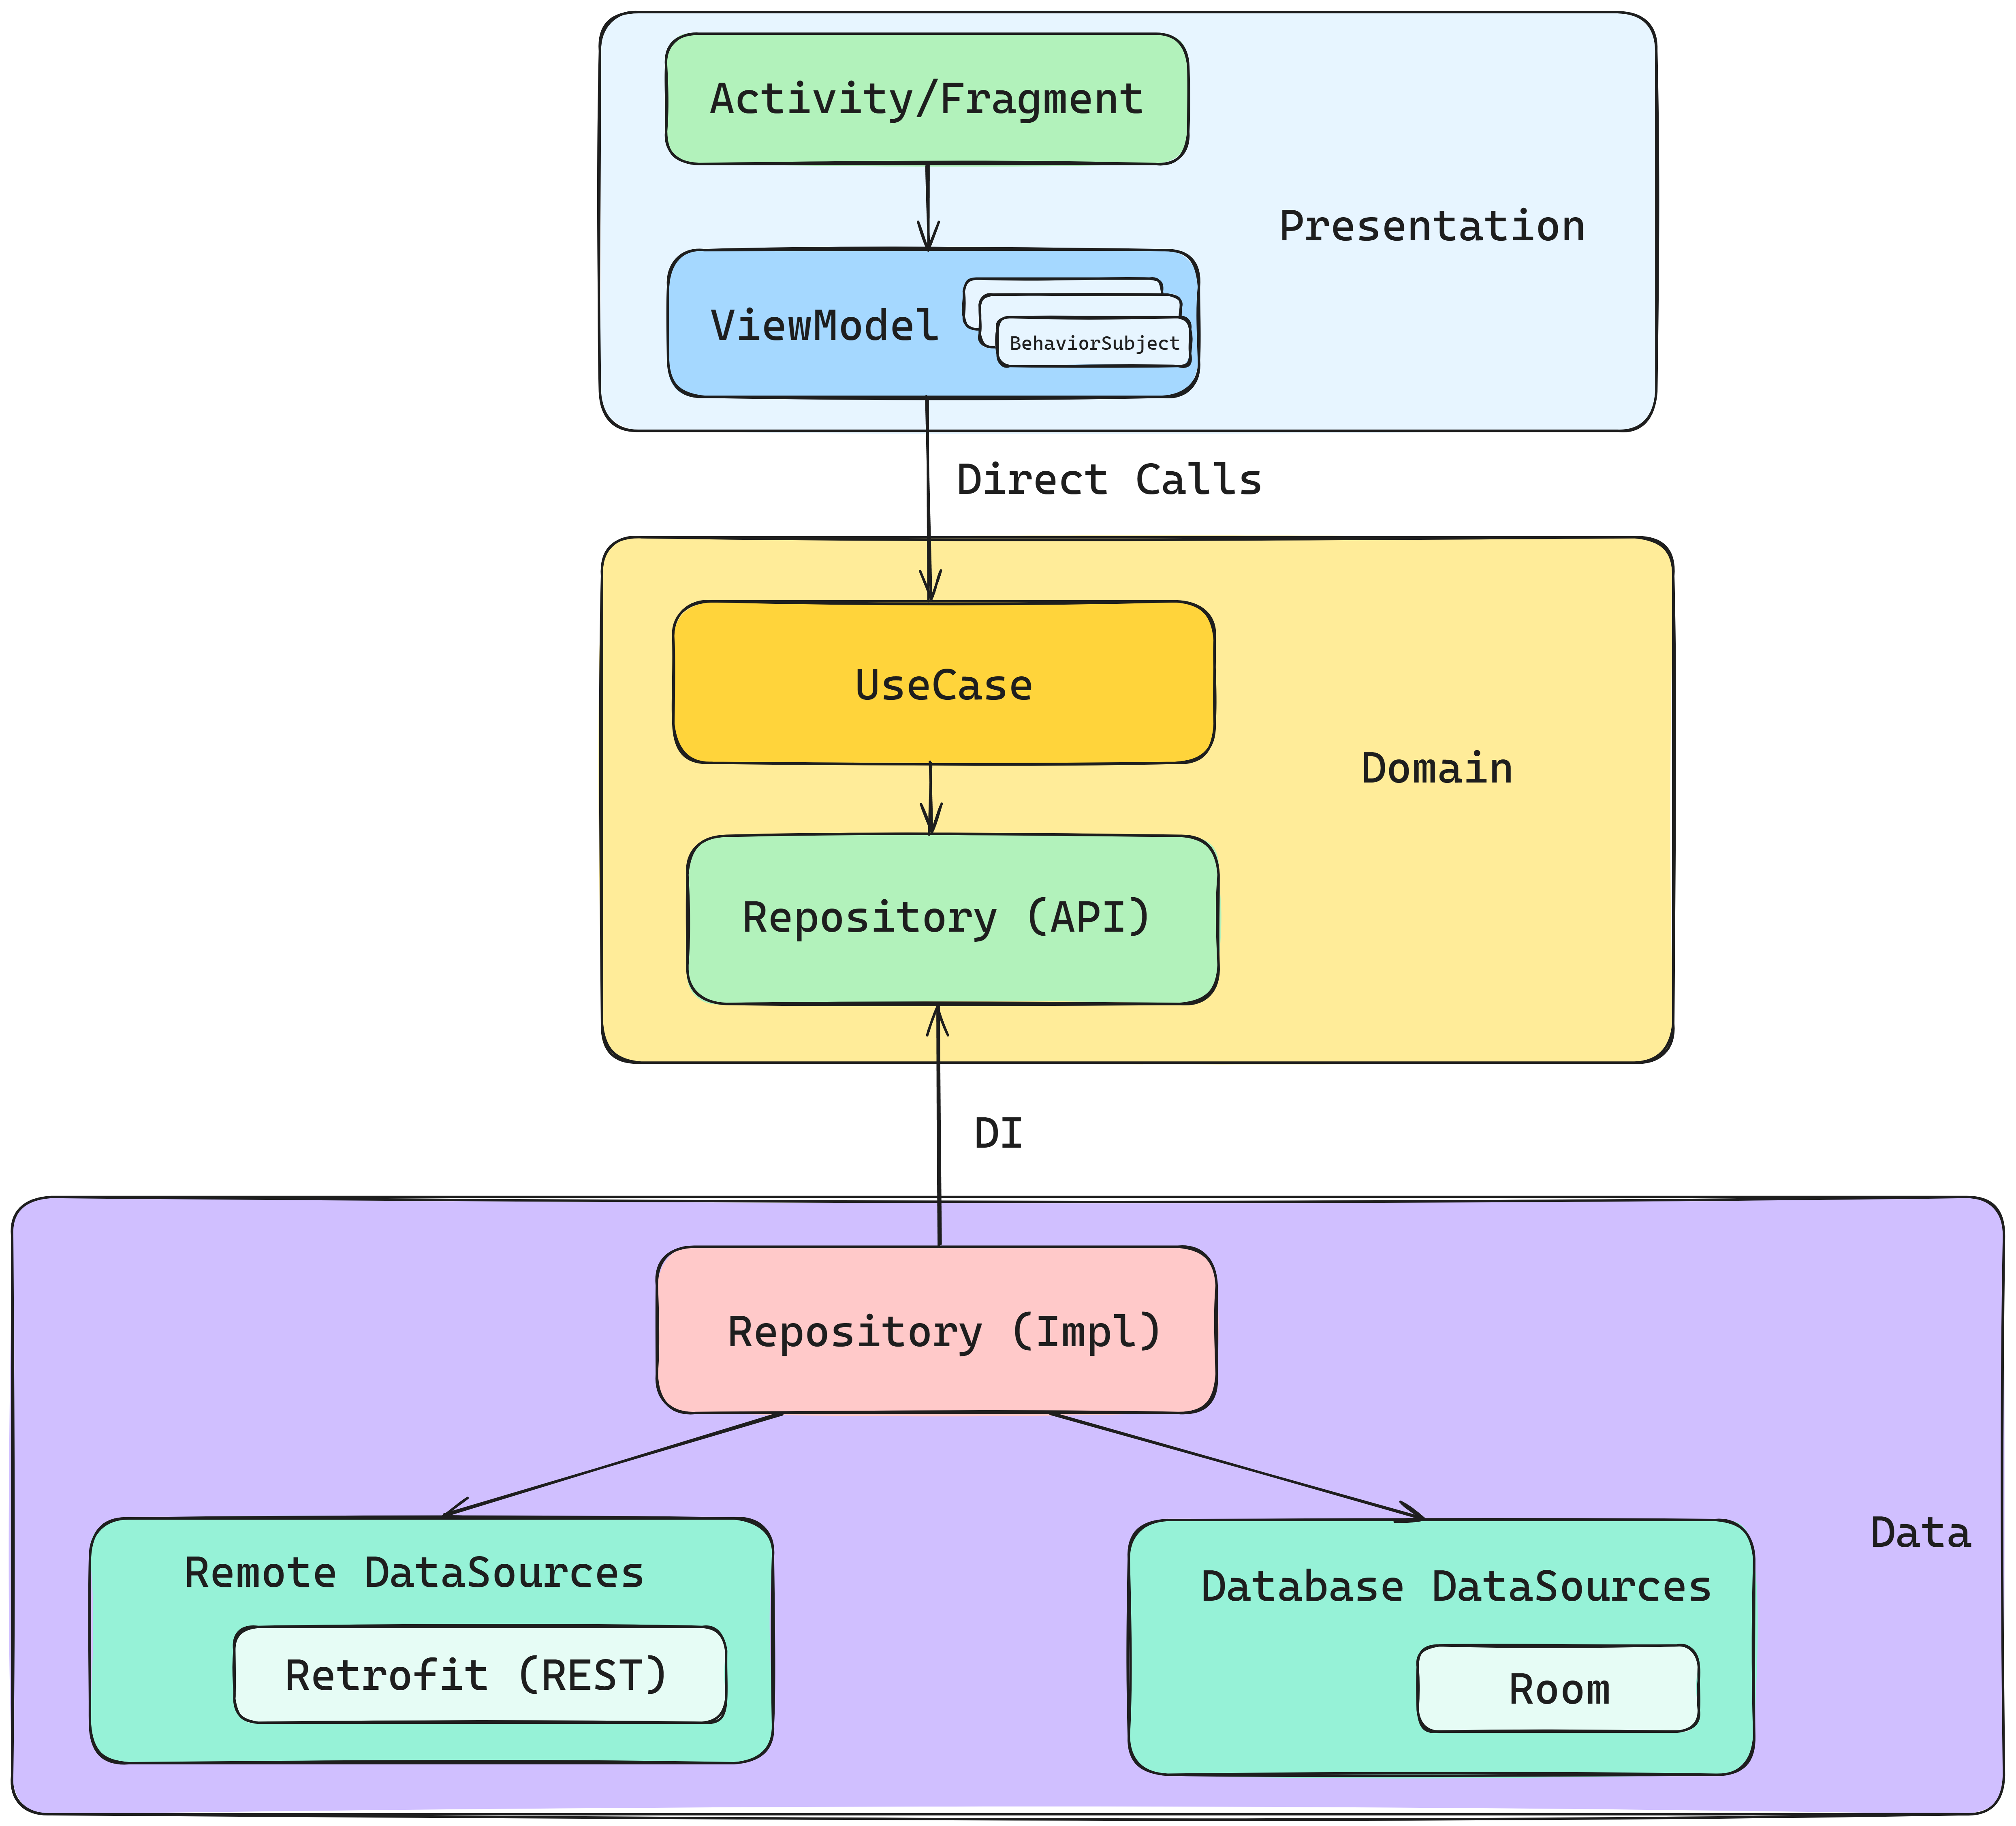 Activity/Fragment
Presentation
ViewModel
BehaviorSubject
Direct Calls
UseCase
Domain
Repository (API)
DI
Repository (Impl)
Data
Remote DataSources
Retrofit (REST)
Database DataSources
Room